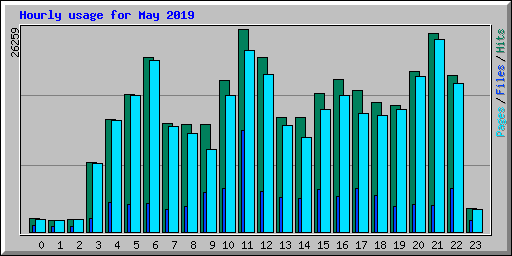 Hourly usage for May 2019
26259
Pages/Files/Hits
0 1 2 3 4 5 6 7 8 9 10 11 12 13 14 15 16 17 18 19 20 21 22 23